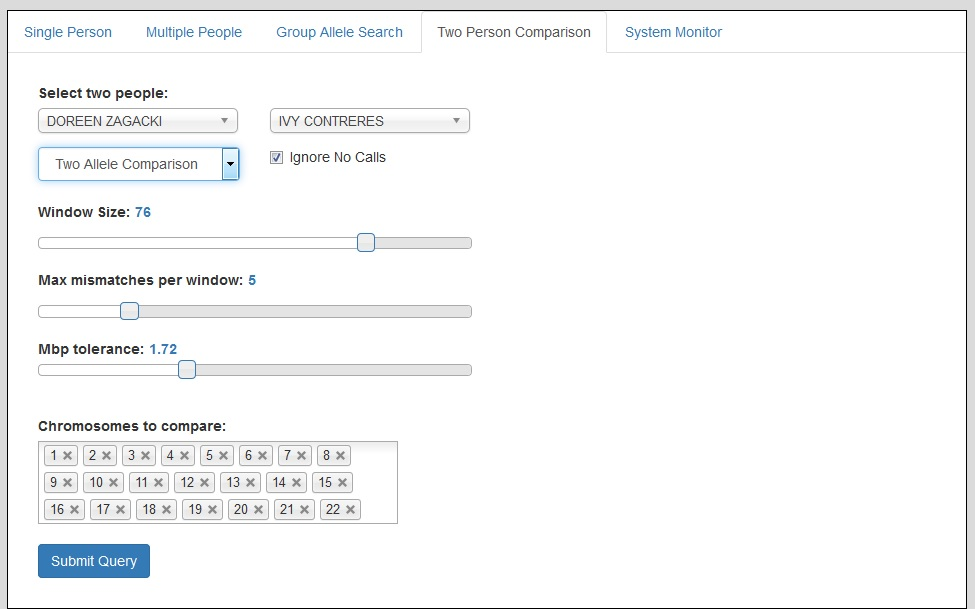 Single Person Multiple People Group Allele Search Two Person Comparison System Monitor
Select two people:
DOREEN ZAGACKI IVY CONTRERES
Two Allele Comparison Ignore No Calls
Window Size: 76
Max mismatches per window: 5
Mbp tolerance: 1.72
Chromosomes to compare:
1 × 2 × 3 × 4 × 5 × 6 × 7 × 8 ×
9 × 10 × 11 × 12 × 13 × 14 × 15 ×
16 × 17 × 18 × 19 × 20 × 21 × 22 ×
Submit Query